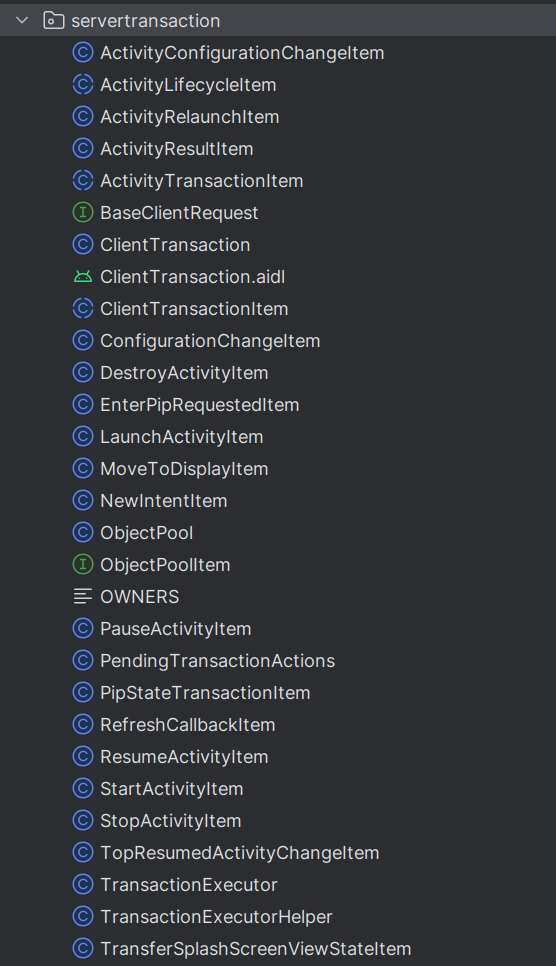 servertransaction
ActivityConfigurationChangeItem
ActivityLifecycleItem
ActivityRelaunchItem
ActivityResultItem
ActivityTransactionItem
BaseClientRequest
ClientTransaction
ClientTransaction.aidl
ClientTransactionItem
ConfigurationChangeItem
DestroyActivityItem
EnterPipRequestedItem
LaunchActivityItem
MoveToDisplayItem
NewIntentItem
ObjectPool
ObjectPoolItem
OWNERS
PauseActivityItem
PendingTransactionActions
PipStateTransactionItem
RefreshCallbackItem
ResumeActivityItem
StartActivityItem
StopActivityItem
TopResumedActivityChangeItem
TransactionExecutor
TransactionExecutorHelper
TransferSplashScreenViewStateItem